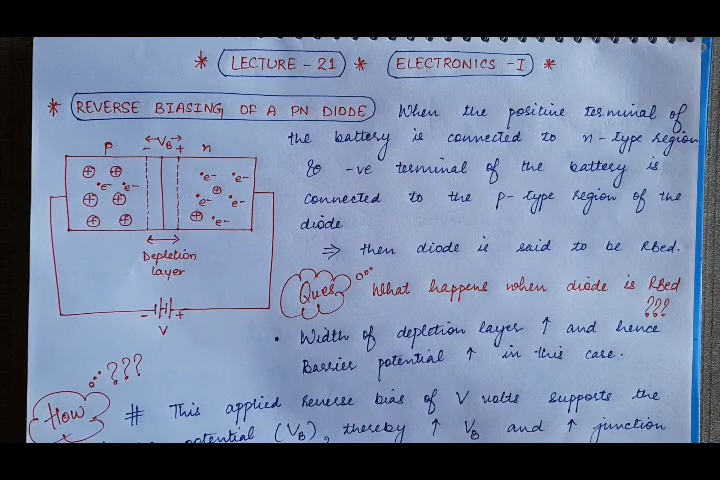 * LECTURE - 21 * ELECTRONICS - I *
* REVERSE BIASING OF A PN DIODE When the positive terminal of
the battery is connected to n-type region
& -ve terminal of the battery is
connected to the p-type region of the
diode
⇒ then diode is said to be RBed.
p - ←VB→ + n
⊕ ⊕ •e- •e-
•e- •e- ⊕
⊕ ⊕ •e- •e-
⊕ ⊕ ⊕ •e-
Depletion
layer
- +
V
Ques What happens when diode is RBed
???
• Width of depletion layer ↑ and hence
Barrier potential ↑ in this case.
???
How # This applied reverse bias of V volts supports the
potential (VB), thereby ↑ VB and ↑ junction